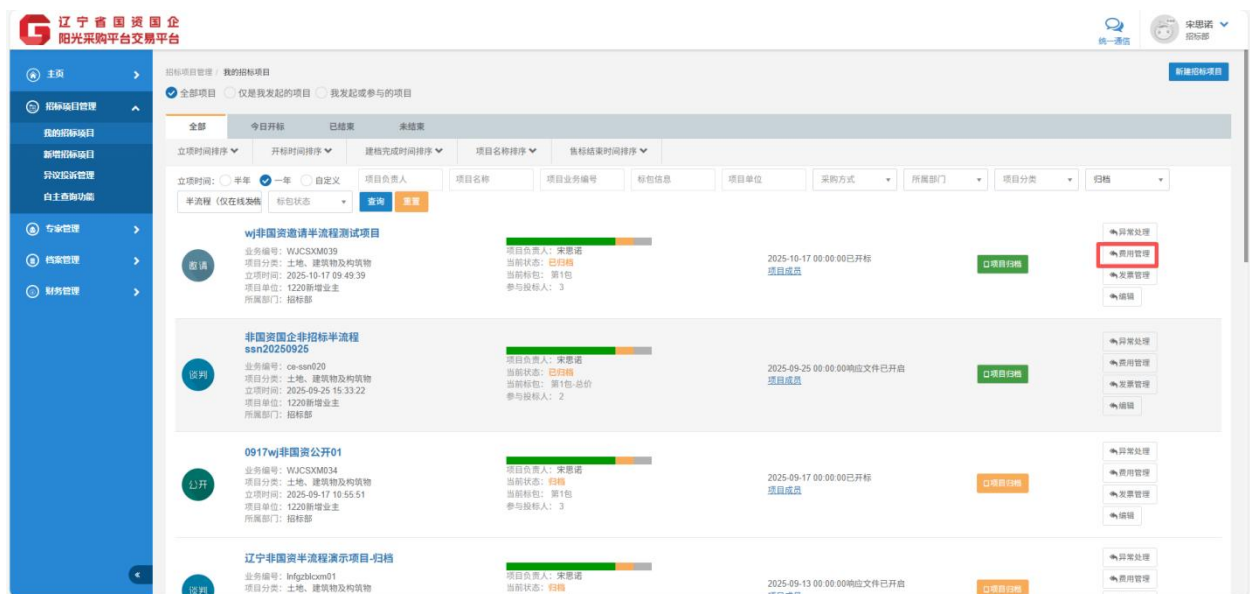 辽宁省国资国企
阳光采购平台交易平台
统一通信
宋思诺
招标部
主页
招标项目管理
我的招标项目
新增招标项目
异议投诉管理
自主查询功能
专家管理
档案管理
财务管理
招标项目管理 / 我的招标项目
新建招标项目
全部项目 仅是我发起的项目 我发起或参与的项目
全部 今日开标 已结束 未结束
立项时间排序 开标时间排序 建档完成时间排序 项目名称排序 售标结束时间排序
立项时间: 半年 一年 自定义 项目负责人 项目名称 项目业务编号 标包信息 项目单位 采购方式 所属部门 项目分类 归档
半流程（仅在线发 标包状态 查询 重置
邀请
wj非国资邀请半流程测试项目
业务编号：WJCSXM039
项目分类：土地、建筑物及构筑物
立项时间：2025-10-17 09:49:39
项目单位：1220新增业主
所属部门：招标部
项目负责人：宋思诺
当前状态：已归档
当前标包：第1包
参与投标人：3
2025-10-17 00:00:00已开标
项目成员
项目归档
异常处理
费用管理
发票管理
编辑
谈判
非国资国企非招标半流程
ssn20250925
业务编号：ce-ssn020
项目分类：土地、建筑物及构筑物
立项时间：2025-09-25 15:33:22
项目单位：1220新增业主
所属部门：招标部
项目负责人：宋思诺
当前状态：已归档
当前标包：第1包-总价
参与投标人：2
2025-09-25 00:00:00响应文件已开启
项目成员
项目归档
异常处理
费用管理
发票管理
编辑
公开
0917wj非国资公开01
业务编号：WJCSXM034
项目分类：土地、建筑物及构筑物
立项时间：2025-09-17 10:55:51
项目单位：1220新增业主
所属部门：招标部
项目负责人：宋思诺
当前状态：归档
当前标包：第1包
参与投标人：3
2025-09-17 00:00:00已开标
项目成员
项目归档
异常处理
费用管理
发票管理
编辑
谈判
辽宁非国资半流程演示项目-归档
业务编号：lnfgzblcxm01
项目分类：土地、建筑物及构筑物
项目负责人：宋思诺
当前状态：归档
2025-09-13 00:00:00响应文件已开启
项目归档
异常处理
费用管理